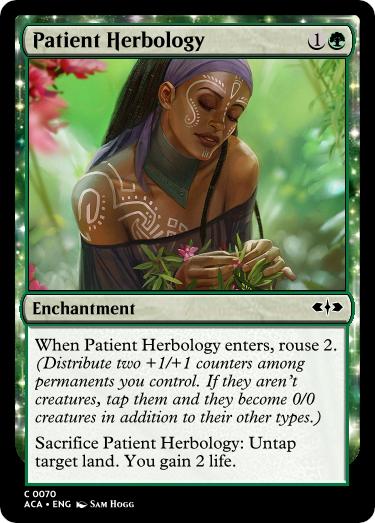 Patient Herbology 1
Enchantment
When Patient Herbology enters, rouse 2.
(Distribute two +1/+1 counters among
permanents you control. If they aren't
creatures, tap them and they become 0/0
creatures in addition to their other types.)
Sacrifice Patient Herbology: Untap
target land. You gain 2 life.
C 0070
ACA • ENG Sam Hogg